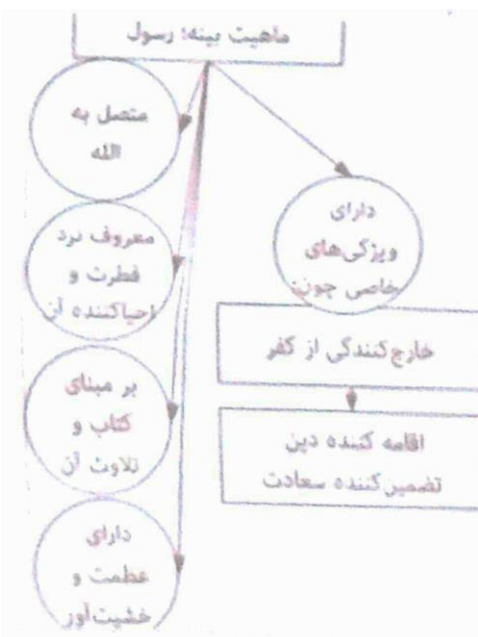 ماهیت بینه؛ رسول
متصل به
الله
معروف نزد
فطرت و
احیاکننده آن
بر مبنای
کتاب و
تلاوت آن
دارای
عظمت و
خشیت‌آور
دارای
ویژگی‌های
خاصی چون:
خارج‌کنندگی از کفر
اقامه کننده دین
تضمین‌کننده سعادت